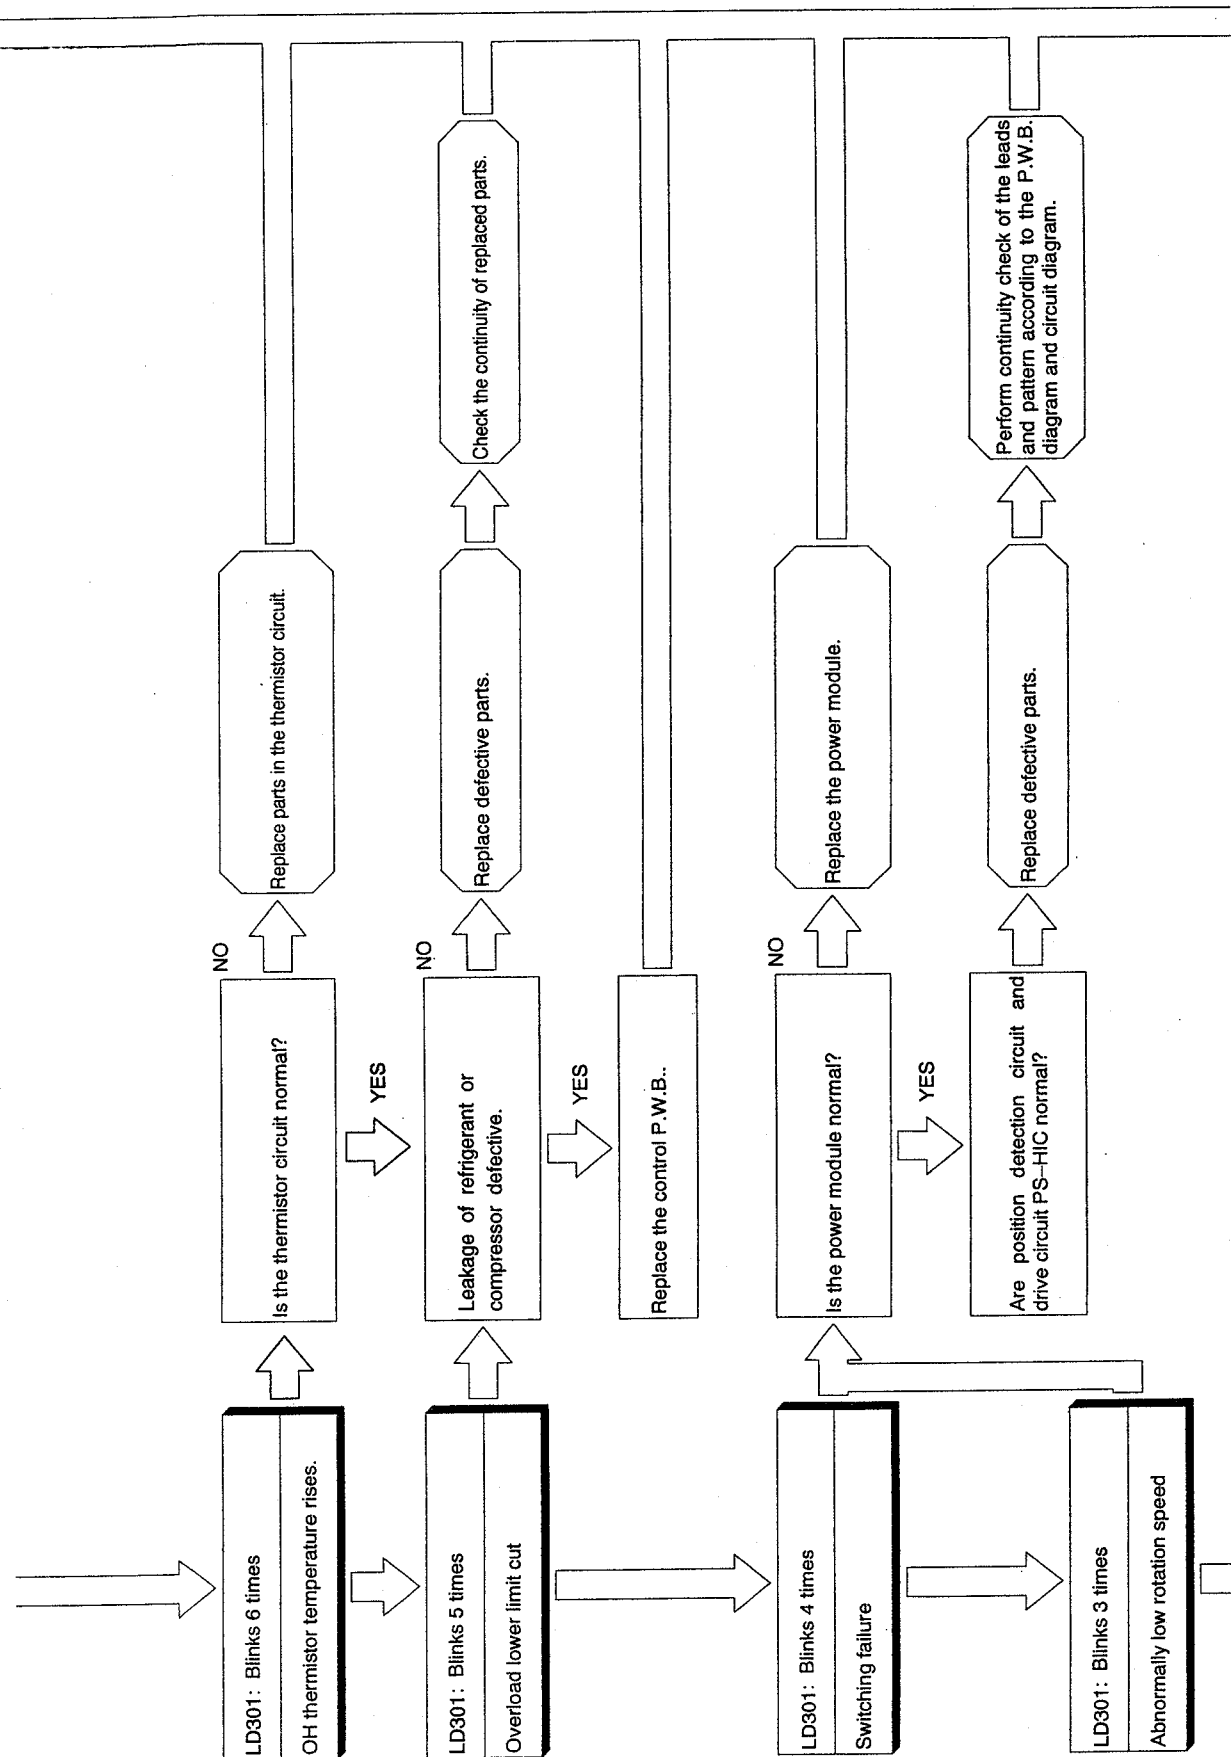 LD301: Blinks 6 times
OH thermistor temperature rises.
Is the thermistor circuit normal?
NO
Replace parts in the thermistor circuit.
YES
LD301: Blinks 5 times
Overload lower limit cut
Leakage of refrigerant or
compressor defective.
NO
Replace defective parts.
Check the continuity of replaced parts.
YES
Replace the control P.W.B..
LD301: Blinks 4 times
Switching failure
Is the power module normal?
NO
Replace the power module.
YES
Are position detection circuit and
drive circuit PS–HIC normal?
Replace defective parts.
Perform continuity check of the leads
and pattern according to the P.W.B.
diagram and circuit diagram.
LD301: Blinks 3 times
Abnormally low rotation speed